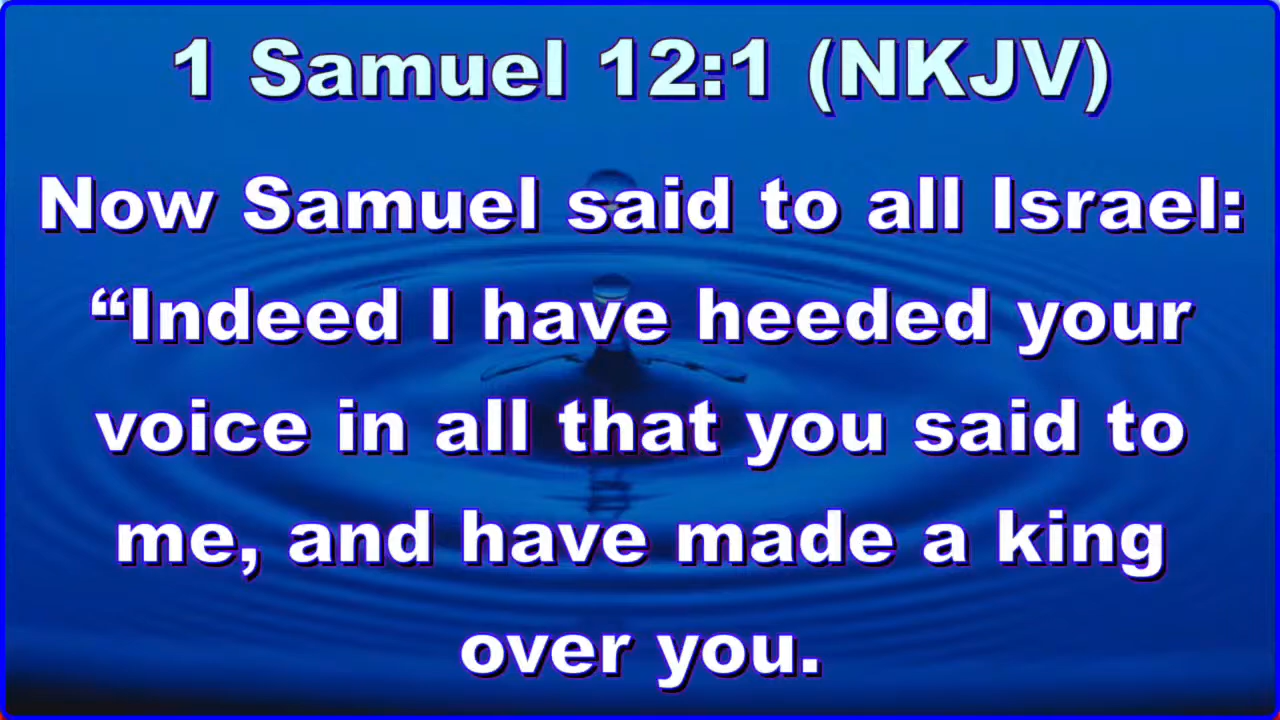 1 Samuel 12:1 (NKJV)
Now Samuel said to all Israel:
“Indeed I have heeded your
voice in all that you said to
me, and have made a king
over you.